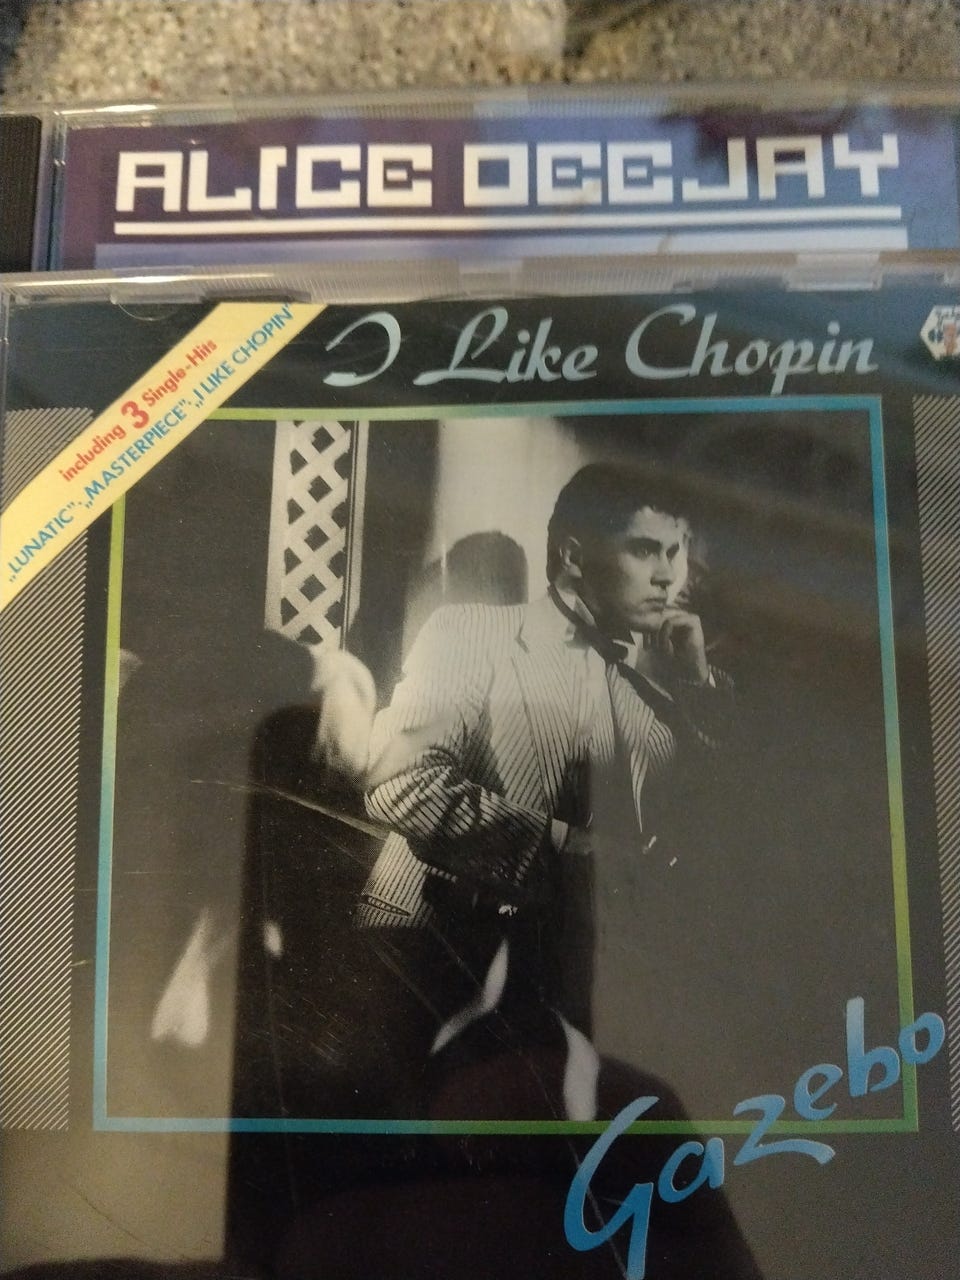 ALICE DEEJAY
I Like Chopin
including 3 Single-Hits
„LUNATIC“·„MASTERPIECE“·„I LIKE CHOPIN“
Gazebo